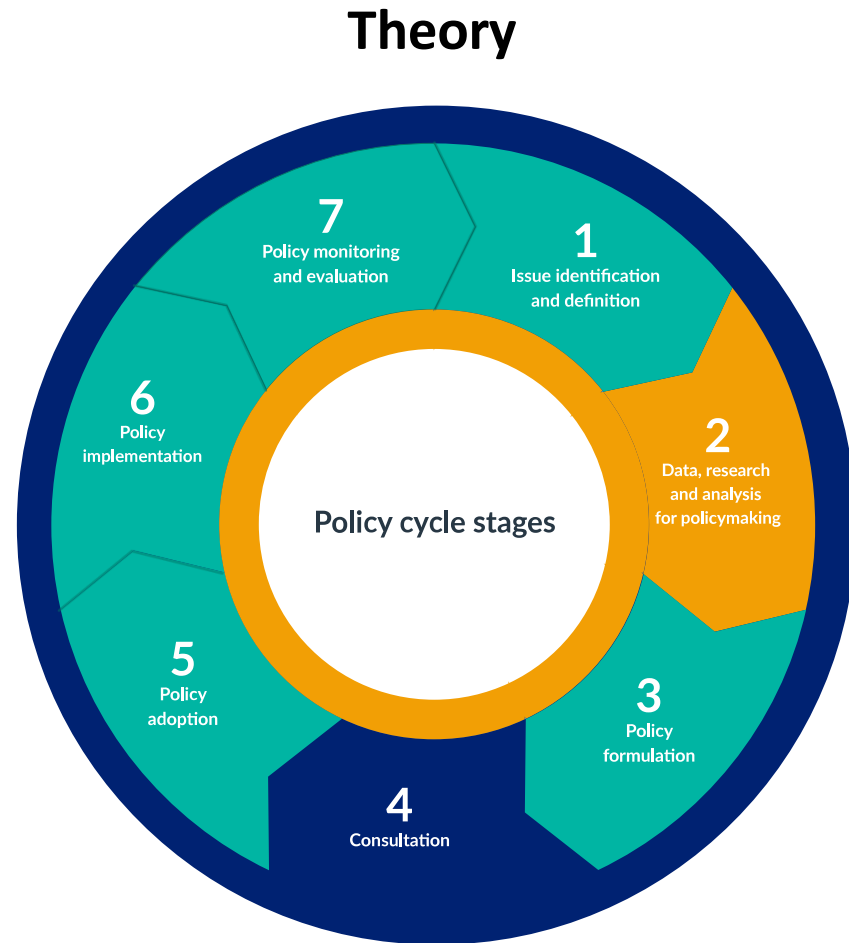 Theory
7
Policy monitoring
and evaluation
1
Issue identification
and definition
6
Policy
implementation
2
Data, research
and analysis
for policymaking
Policy cycle stages
5
Policy
adoption
3
Policy
formulation
4
Consultation